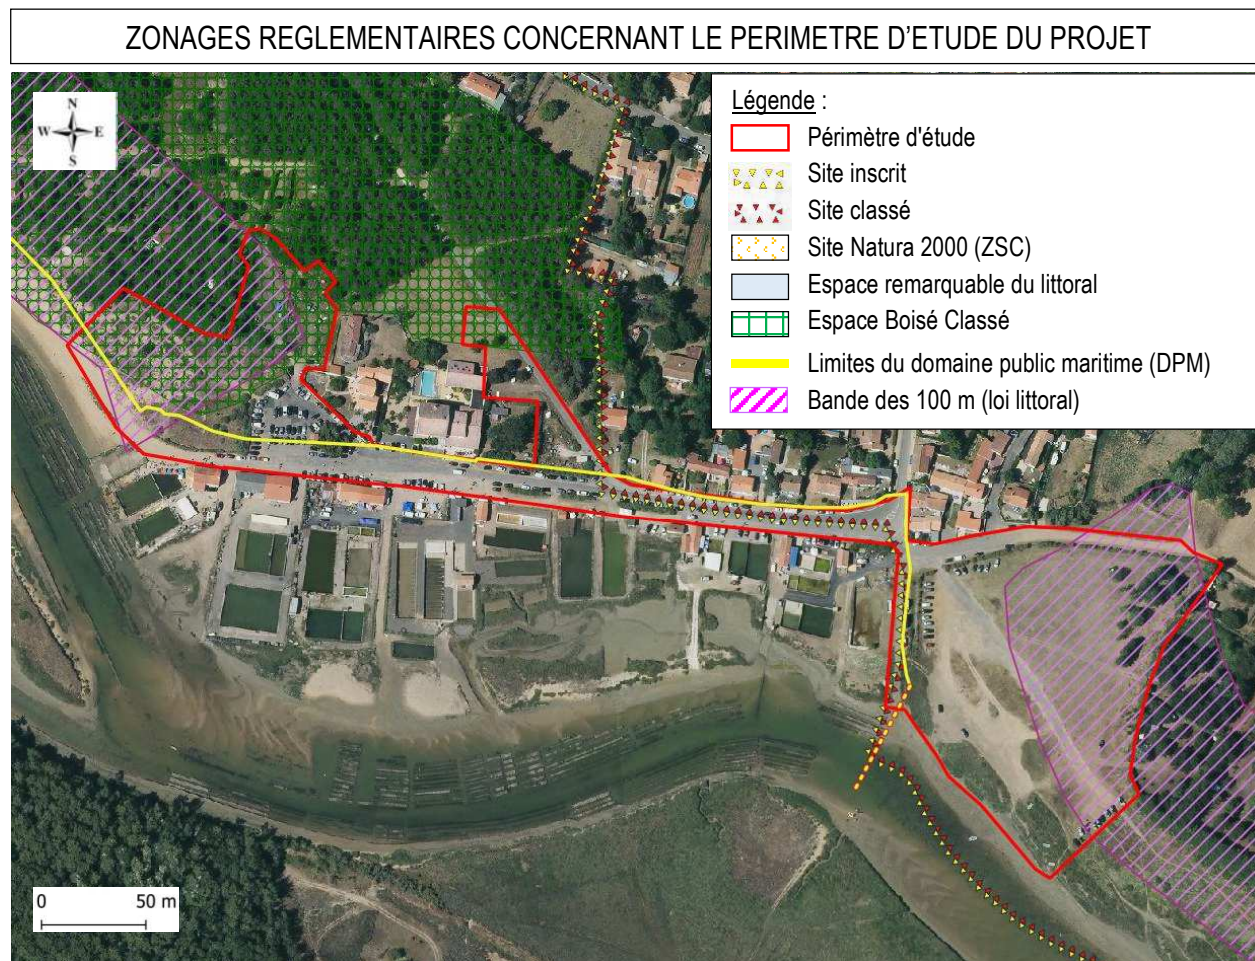 ZONAGES REGLEMENTAIRES CONCERNANT LE PERIMETRE D'ETUDE DU PROJET
N
W E
S
Légende :
Périmètre d'étude
Site inscrit
Site classé
Site Natura 2000 (ZSC)
Espace remarquable du littoral
Espace Boisé Classé
Limites du domaine public maritime (DPM)
Bande des 100 m (loi littoral)
0 50 m